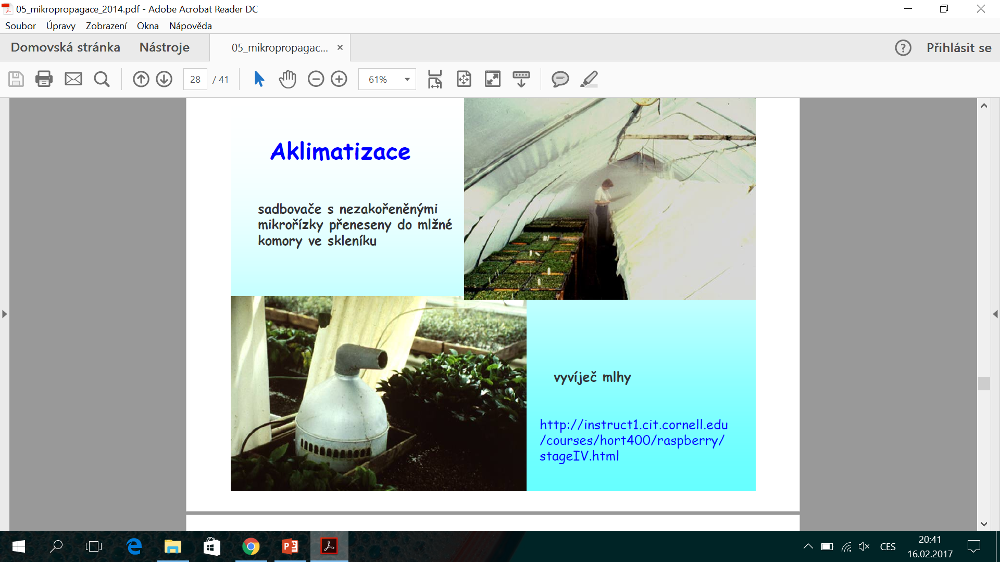 05_mikropropagace_2014.pdf - Adobe Acrobat Reader DC
Soubor Úpravy Zobrazení Okna Nápověda
Domovská stránka Nástroje 05_mikropropagac... × ? Přihlásit se
28 / 41 61%
Aklimatizace
sadbovače s nezakořeněnými
mikrořízky přeneseny do mlžné
komory ve skleníku
vyvíječ mlhy
http://instruct1.cit.cornell.edu
/courses/hort400/raspberry/
stageIV.html
CES
20:41
16.02.2017